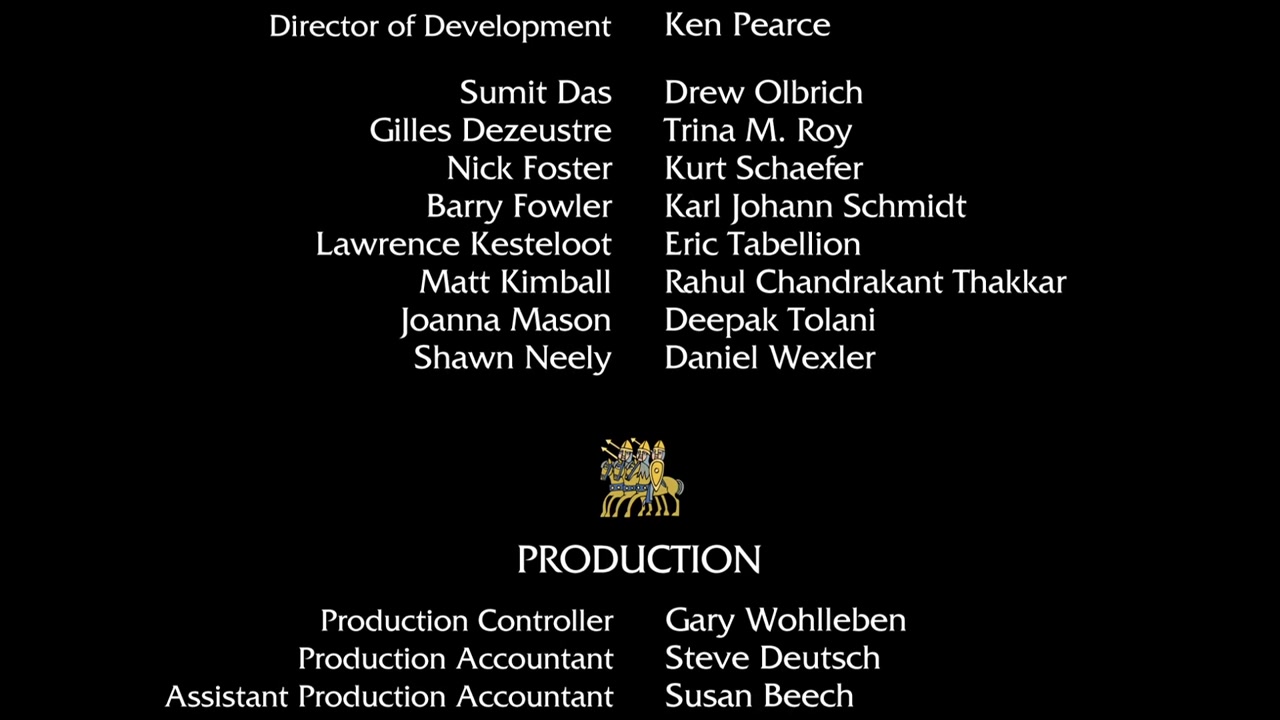 Director of Development Ken Pearce
Sumit Das Drew Olbrich
Gilles Dezeustre Trina M. Roy
Nick Foster Kurt Schaefer
Barry Fowler Karl Johann Schmidt
Lawrence Kesteloot Eric Tabellion
Matt Kimball Rahul Chandrakant Thakkar
Joanna Mason Deepak Tolani
Shawn Neely Daniel Wexler
PRODUCTION
Production Controller Gary Wohlleben
Production Accountant Steve Deutsch
Assistant Production Accountant Susan Beech